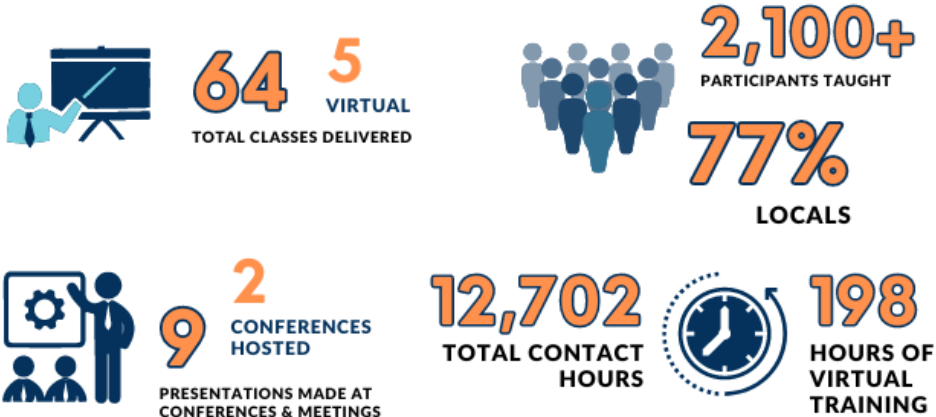 64
5
VIRTUAL
TOTAL CLASSES DELIVERED
2,100+
PARTICIPANTS TAUGHT
77%
LOCALS
9
2
CONFERENCES
HOSTED
PRESENTATIONS MADE AT
CONFERENCES & MEETINGS
12,702
TOTAL CONTACT
HOURS
198
HOURS OF
VIRTUAL
TRAINING